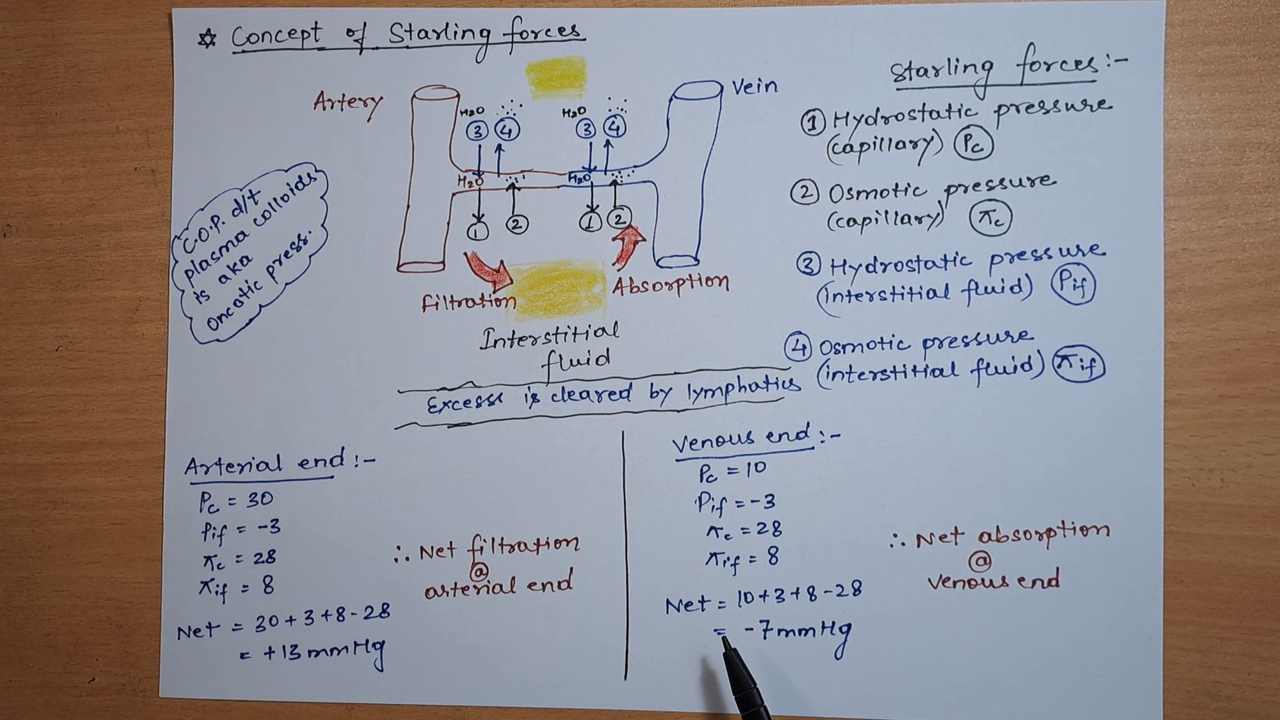 ✡ Concept of Starling forces
Artery
Vein
H₂O
③ ④
H₂O
③ ④
H₂O
H₂O
① ②
① ②
Filtration
Absorption
Interstitial
fluid
C.O.P. d/t
plasma colloids
is aka
oncotic press.
Starling forces:-
① Hydrostatic pressure
(capillary) Pc
② Osmotic pressure
(capillary) πc
③ Hydrostatic pressure
(interstitial fluid) Pif
④ Osmotic pressure
(interstitial fluid) πif
Excess is cleared by lymphatics
Arterial end :-
Pc = 30
Pif = -3
πc = 28
πif = 8
Net = 30+3+8-28
= +13 mmHg
∴ Net filtration
@
arterial end
Venous end :-
Pc = 10
Pif = -3
πc = 28
πif = 8
Net = 10+3+8-28
= -7 mmHg
∴ Net absorption
@
venous end